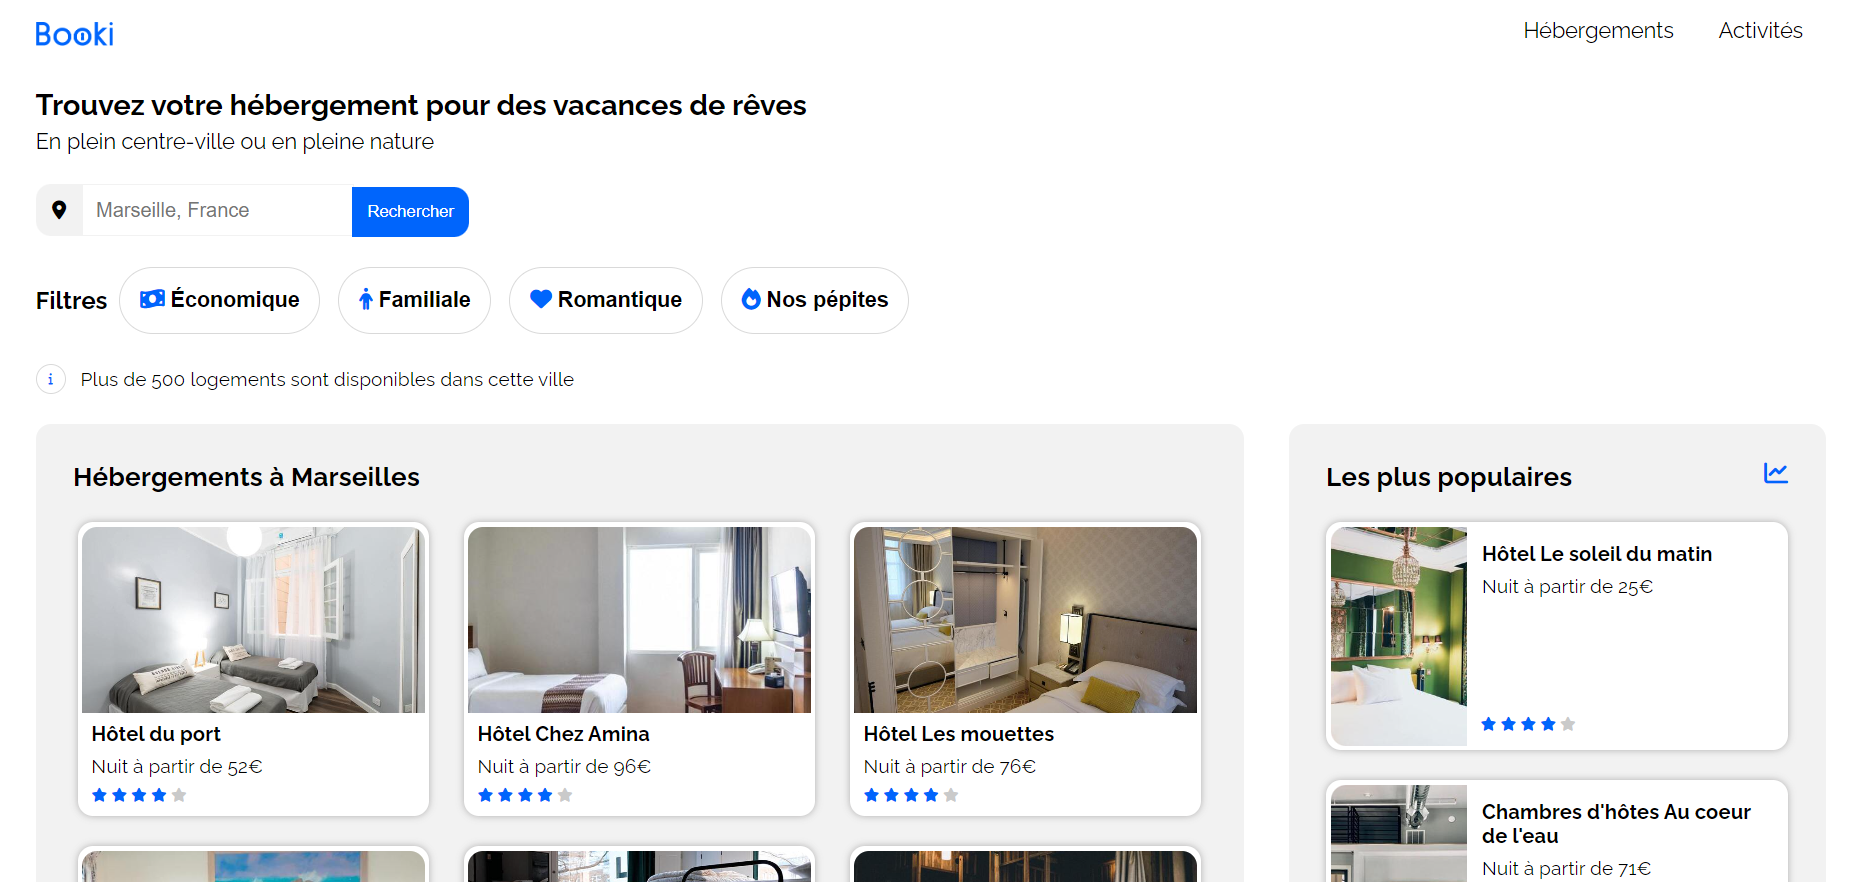 Booki
Hébergements
Activités
Trouvez votre hébergement pour des vacances de rêves
En plein centre-ville ou en pleine nature
Marseille, France
Rechercher
Filtres
Économique
Familiale
Romantique
Nos pépites
i
Plus de 500 logements sont disponibles dans cette ville
Hébergements à Marseilles
Hôtel du port
Nuit à partir de 52€
Hôtel Chez Amina
Nuit à partir de 96€
Hôtel Les mouettes
Nuit à partir de 76€
Les plus populaires
Hôtel Le soleil du matin
Nuit à partir de 25€
Chambres d'hôtes Au coeur
de l'eau
Nuit à partir de 71€